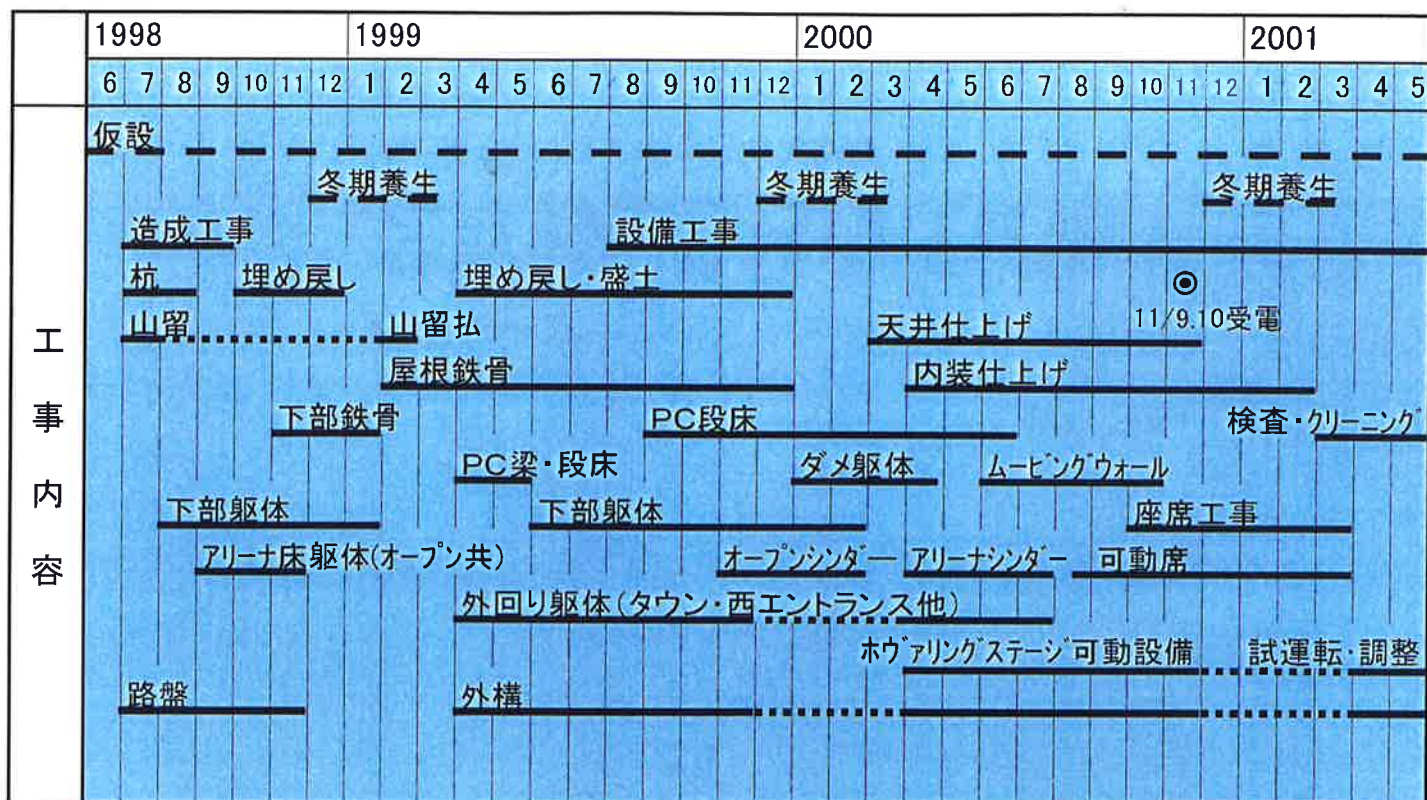 1998 1999 2000 2001
6 7 8 9 10 11 12 1 2 3 4 5 6 7 8 9 10 11 12 1 2 3 4 5 6 7 8 9 10 11 12 1 2 3 4 5
工事内容
仮設
冬期養生 冬期養生 冬期養生
造成工事 設備工事
杭 埋め戻し 埋め戻し・盛土
山留 山留払 天井仕上げ 11/9.10受電
屋根鉄骨 内装仕上げ
下部鉄骨 PC段床 検査・クリーニング
PC梁・段床 ダメ躯体 ムービングウォール
下部躯体 下部躯体 座席工事
アリーナ床躯体(オープン共) オープンシンダー アリーナシンダー 可動席
外回り躯体(タウン・西エントランス他)
ホヴァリングステージ可動設備 試運転・調整
路盤 外構